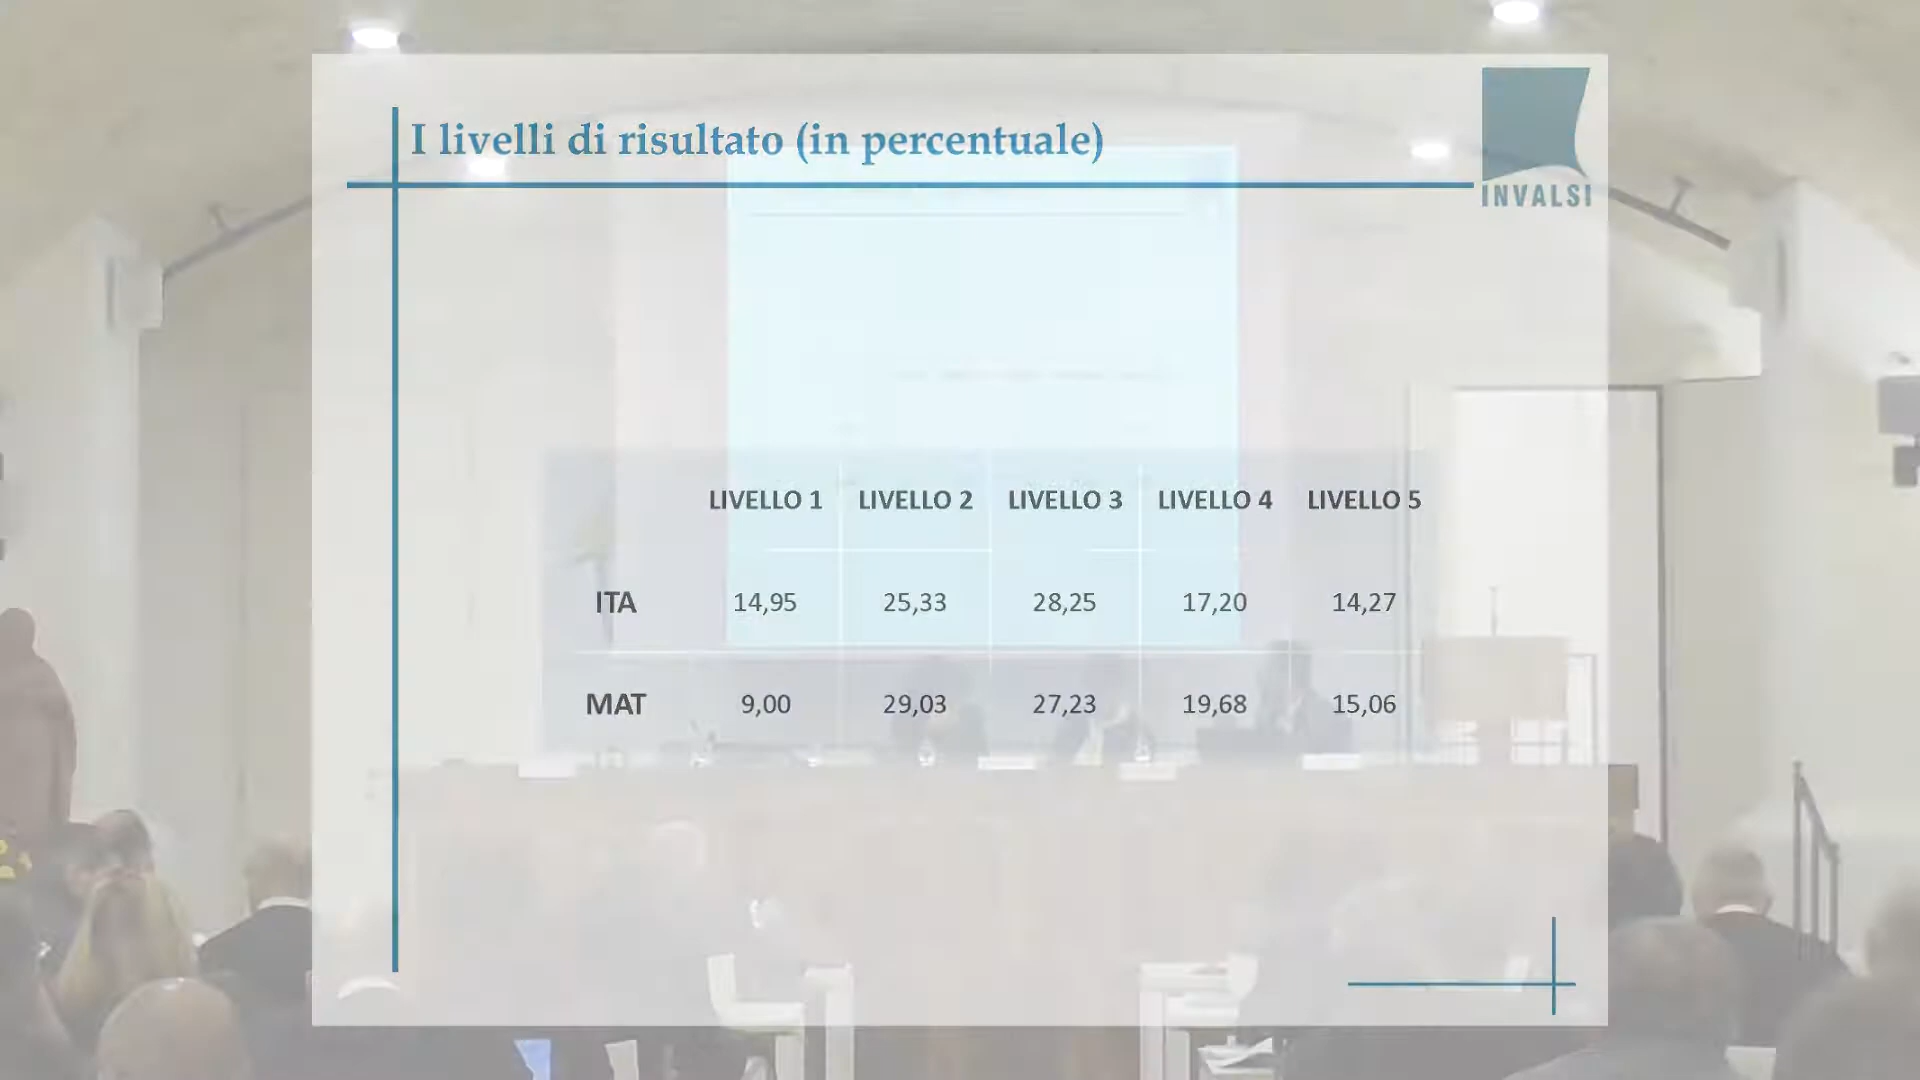 I livelli di risultato (in percentuale)
INVALSI
LIVELLO 1 LIVELLO 2 LIVELLO 3 LIVELLO 4 LIVELLO 5
ITA 14,95 25,33 28,25 17,20 14,27
MAT 9,00 29,03 27,23 19,68 15,06